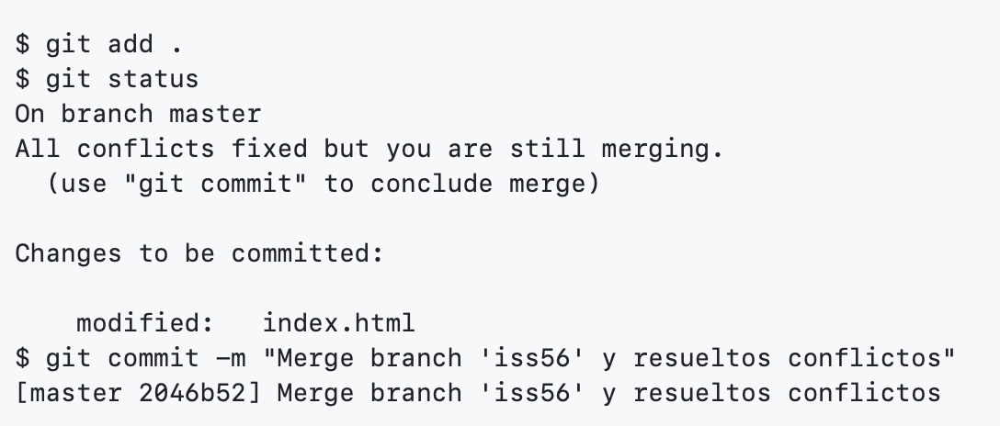 $ git add .
$ git status
On branch master
All conflicts fixed but you are still merging.
  (use "git commit" to conclude merge)

Changes to be committed:

    modified:   index.html
$ git commit –m "Merge branch 'iss56' y resueltos conflictos"
[master 2046b52] Merge branch 'iss56' y resueltos conflictos